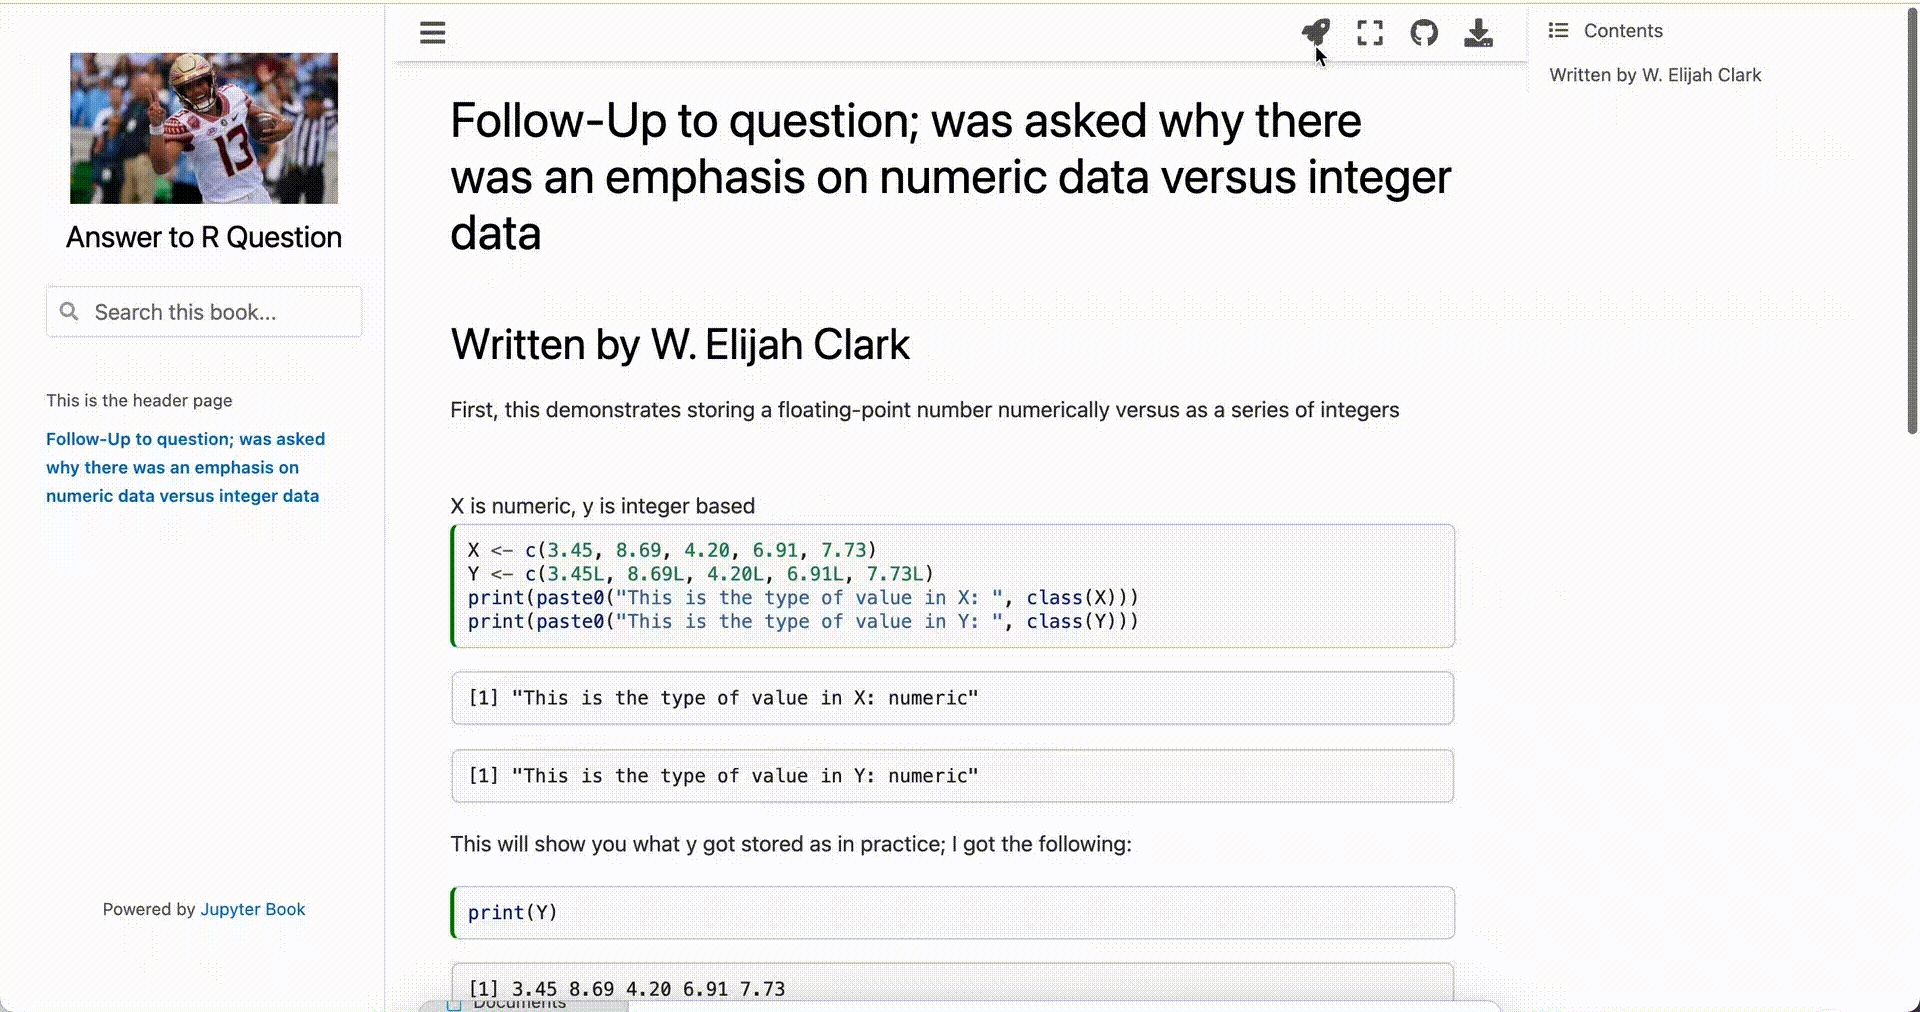 Answer to R Question
Search this book...
This is the header page
Follow-Up to question; was asked
why there was an emphasis on
numeric data versus integer data
Powered by Jupyter Book
Follow-Up to question; was asked why there
was an emphasis on numeric data versus integer
data
Written by W. Elijah Clark
First, this demonstrates storing a floating-point number numerically versus as a series of integers
X is numeric, y is integer based
X <- c(3.45, 8.69, 4.20, 6.91, 7.73)
Y <- c(3.45L, 8.69L, 4.20L, 6.91L, 7.73L)
print(paste0("This is the type of value in X: ", class(X)))
print(paste0("This is the type of value in Y: ", class(Y)))
[1] "This is the type of value in X: numeric"
[1] "This is the type of value in Y: numeric"
This will show you what y got stored as in practice; I got the following:
print(Y)
[1] 3.45 8.69 4.20 6.91 7.73
Documents
Contents
Written by W. Elijah Clark
13